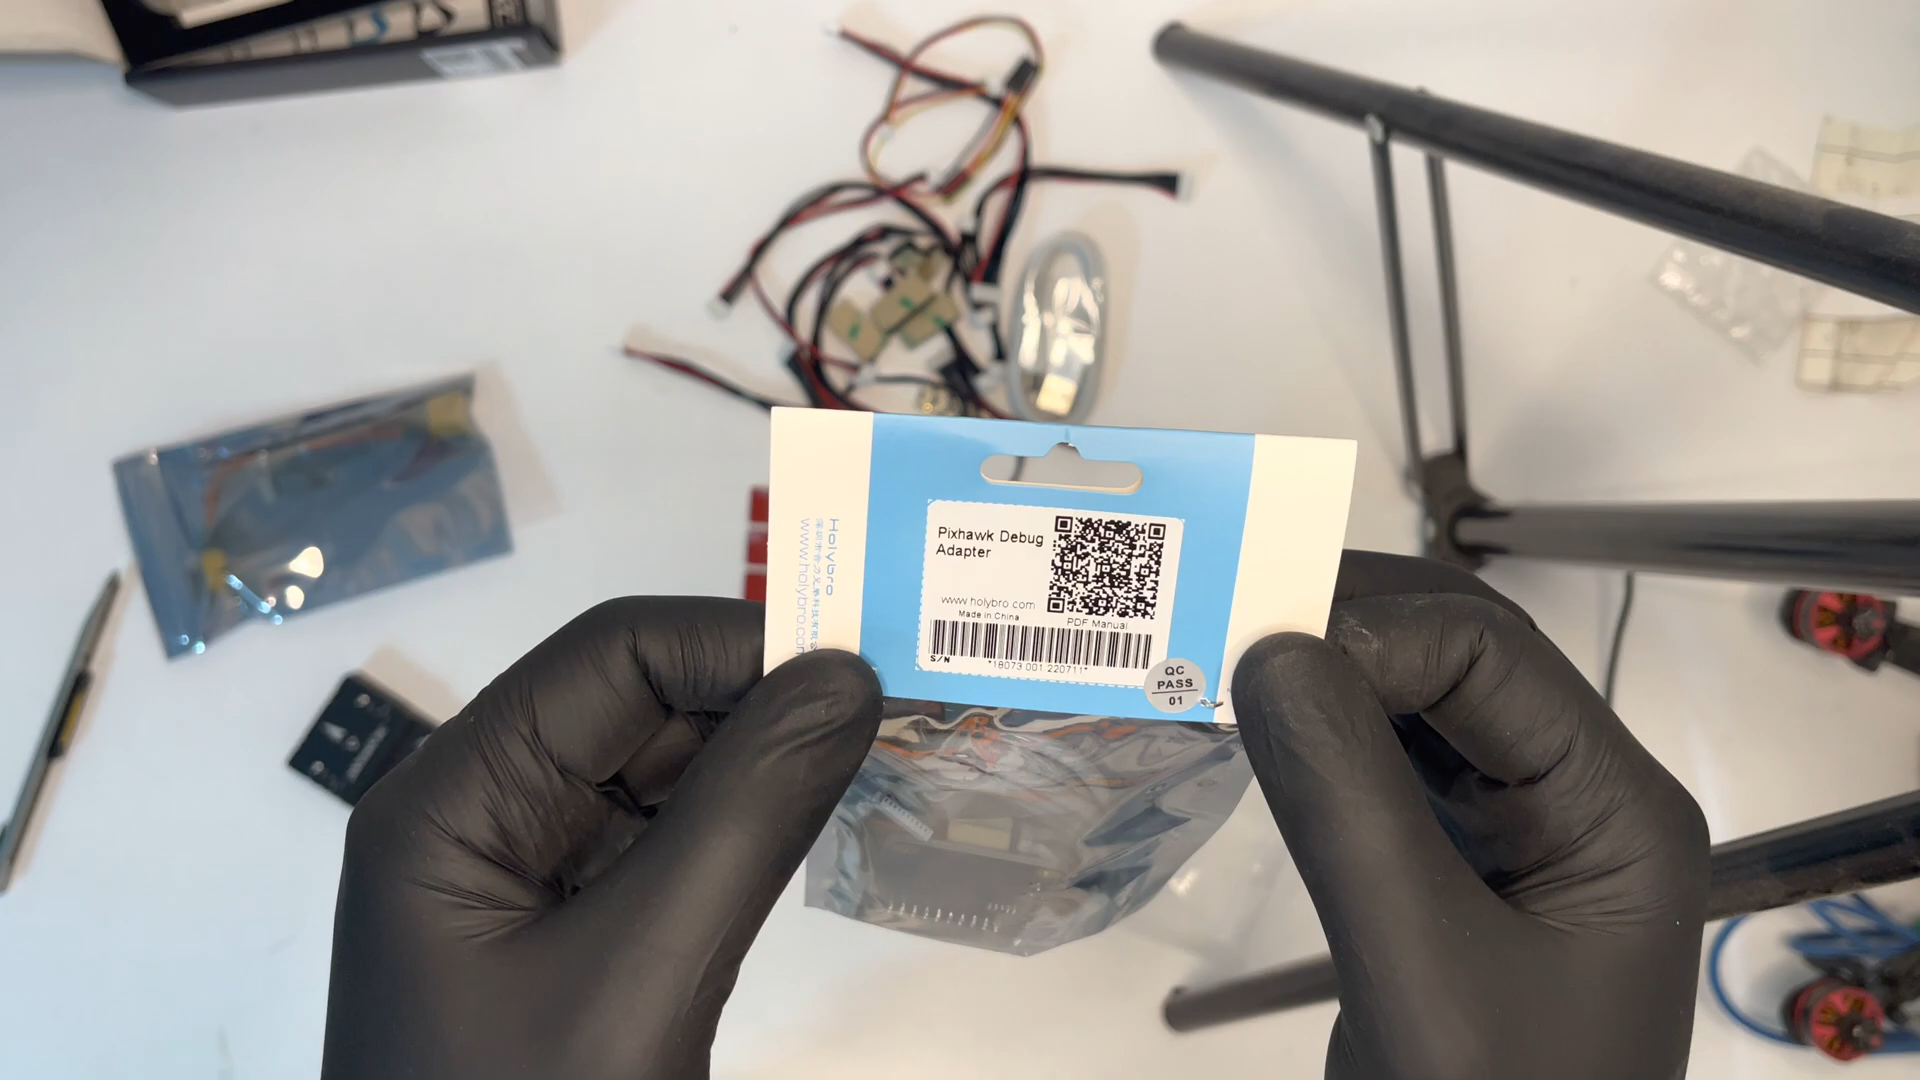 Pixhawk Debug
Adapter
www.holybro.com
Made in China
PDF Manual
S/N
*18073 001 220711*
QC
PASS
01
Holybro
www.holybro.com